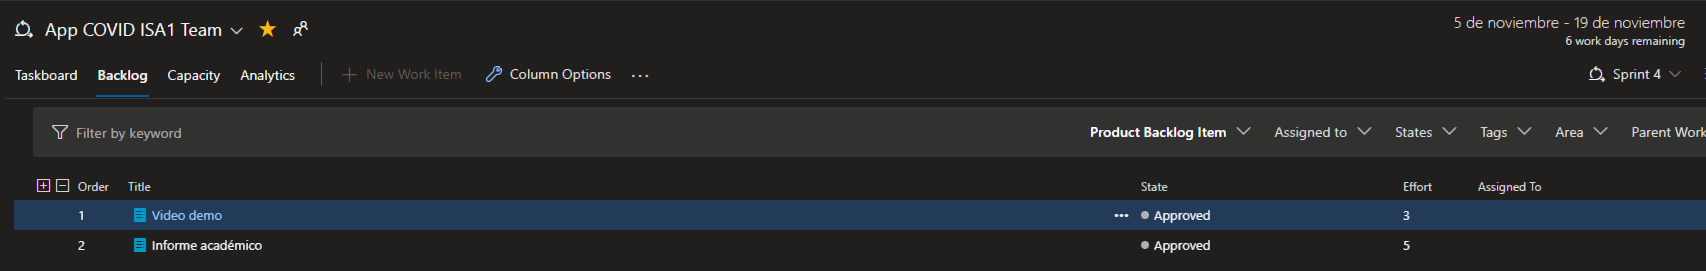 App COVID ISA1 Team
5 de noviembre - 19 de noviembre
6 work days remaining
Taskboard Backlog Capacity Analytics New Work Item Column Options ... Sprint 4
Filter by keyword Product Backlog Item Assigned to States Tags Area Parent Work
Order Title State Effort Assigned To
1 Video demo ... Approved 3
2 Informe académico Approved 5